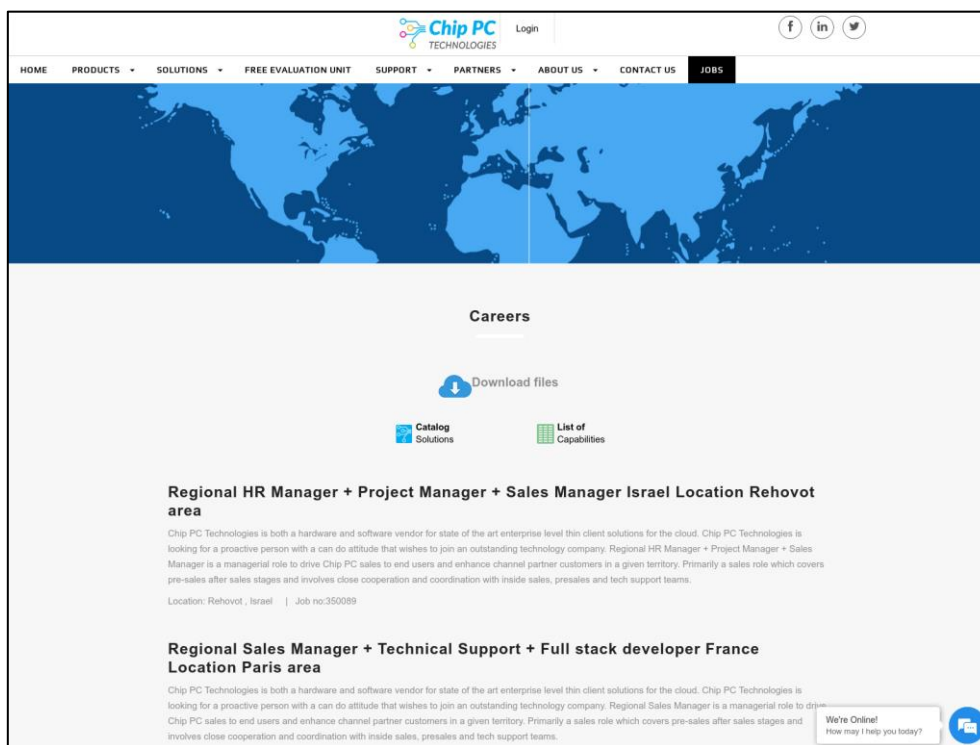 Chip PC
TECHNOLOGIES
Login
f in
HOME PRODUCTS SOLUTIONS FREE EVALUATION UNIT SUPPORT PARTNERS ABOUT US CONTACT US JOBS
Careers
Download files
Catalog
Solutions
List of
Capabilities
Regional HR Manager + Project Manager + Sales Manager Israel Location Rehovot
area
Chip PC Technologies is both a hardware and software vendor for state of the art enterprise level thin client solutions for the cloud. Chip PC Technologies is
looking for a proactive person with a can do attitude that wishes to join an outstanding technology company. Regional HR Manager + Project Manager + Sales
Manager is a managerial role to drive Chip PC sales to end users and enhance channel partner customers in a given territory. Primarily a sales role which covers
pre-sales after sales stages and involves close cooperation and coordination with inside sales, presales and tech support teams.
Location: Rehovot , Israel | Job no:350089
Regional Sales Manager + Technical Support + Full stack developer France
Location Paris area
Chip PC Technologies is both a hardware and software vendor for state of the art enterprise level thin client solutions for the cloud. Chip PC Technologies is
looking for a proactive person with a can do attitude that wishes to join an outstanding technology company. Regional Sales Manager is a managerial role to drive
Chip PC sales to end users and enhance channel partner customers in a given territory. Primarily a sales role which covers pre-sales after sales stages and
involves close cooperation and coordination with inside sales, presales and tech support teams.
We're Online!
How may I help you today?